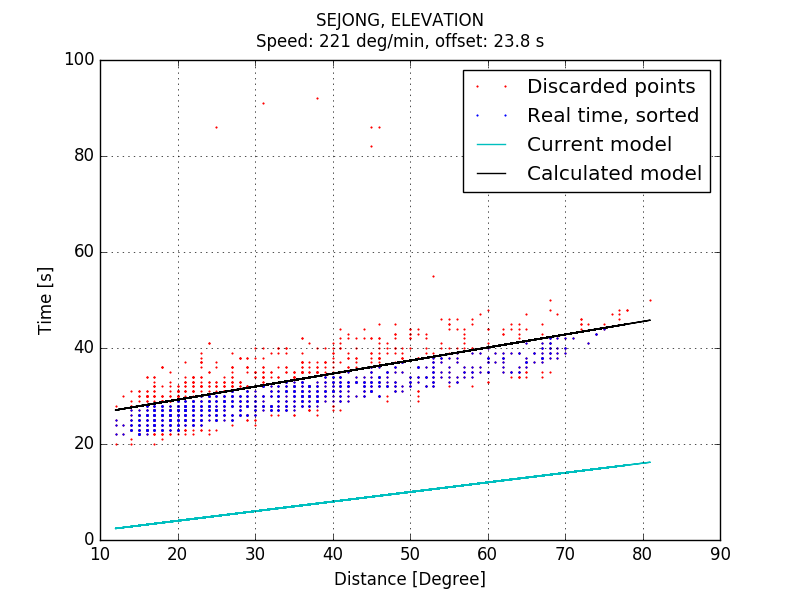 SEJONG, ELEVATION
Speed: 221 deg/min, offset: 23.8 s
Discarded points
Real time, sorted
Current model
Calculated model
Time [s]
100
80
60
40
20
0
10 20 30 40 50 60 70 80 90
Distance [Degree]